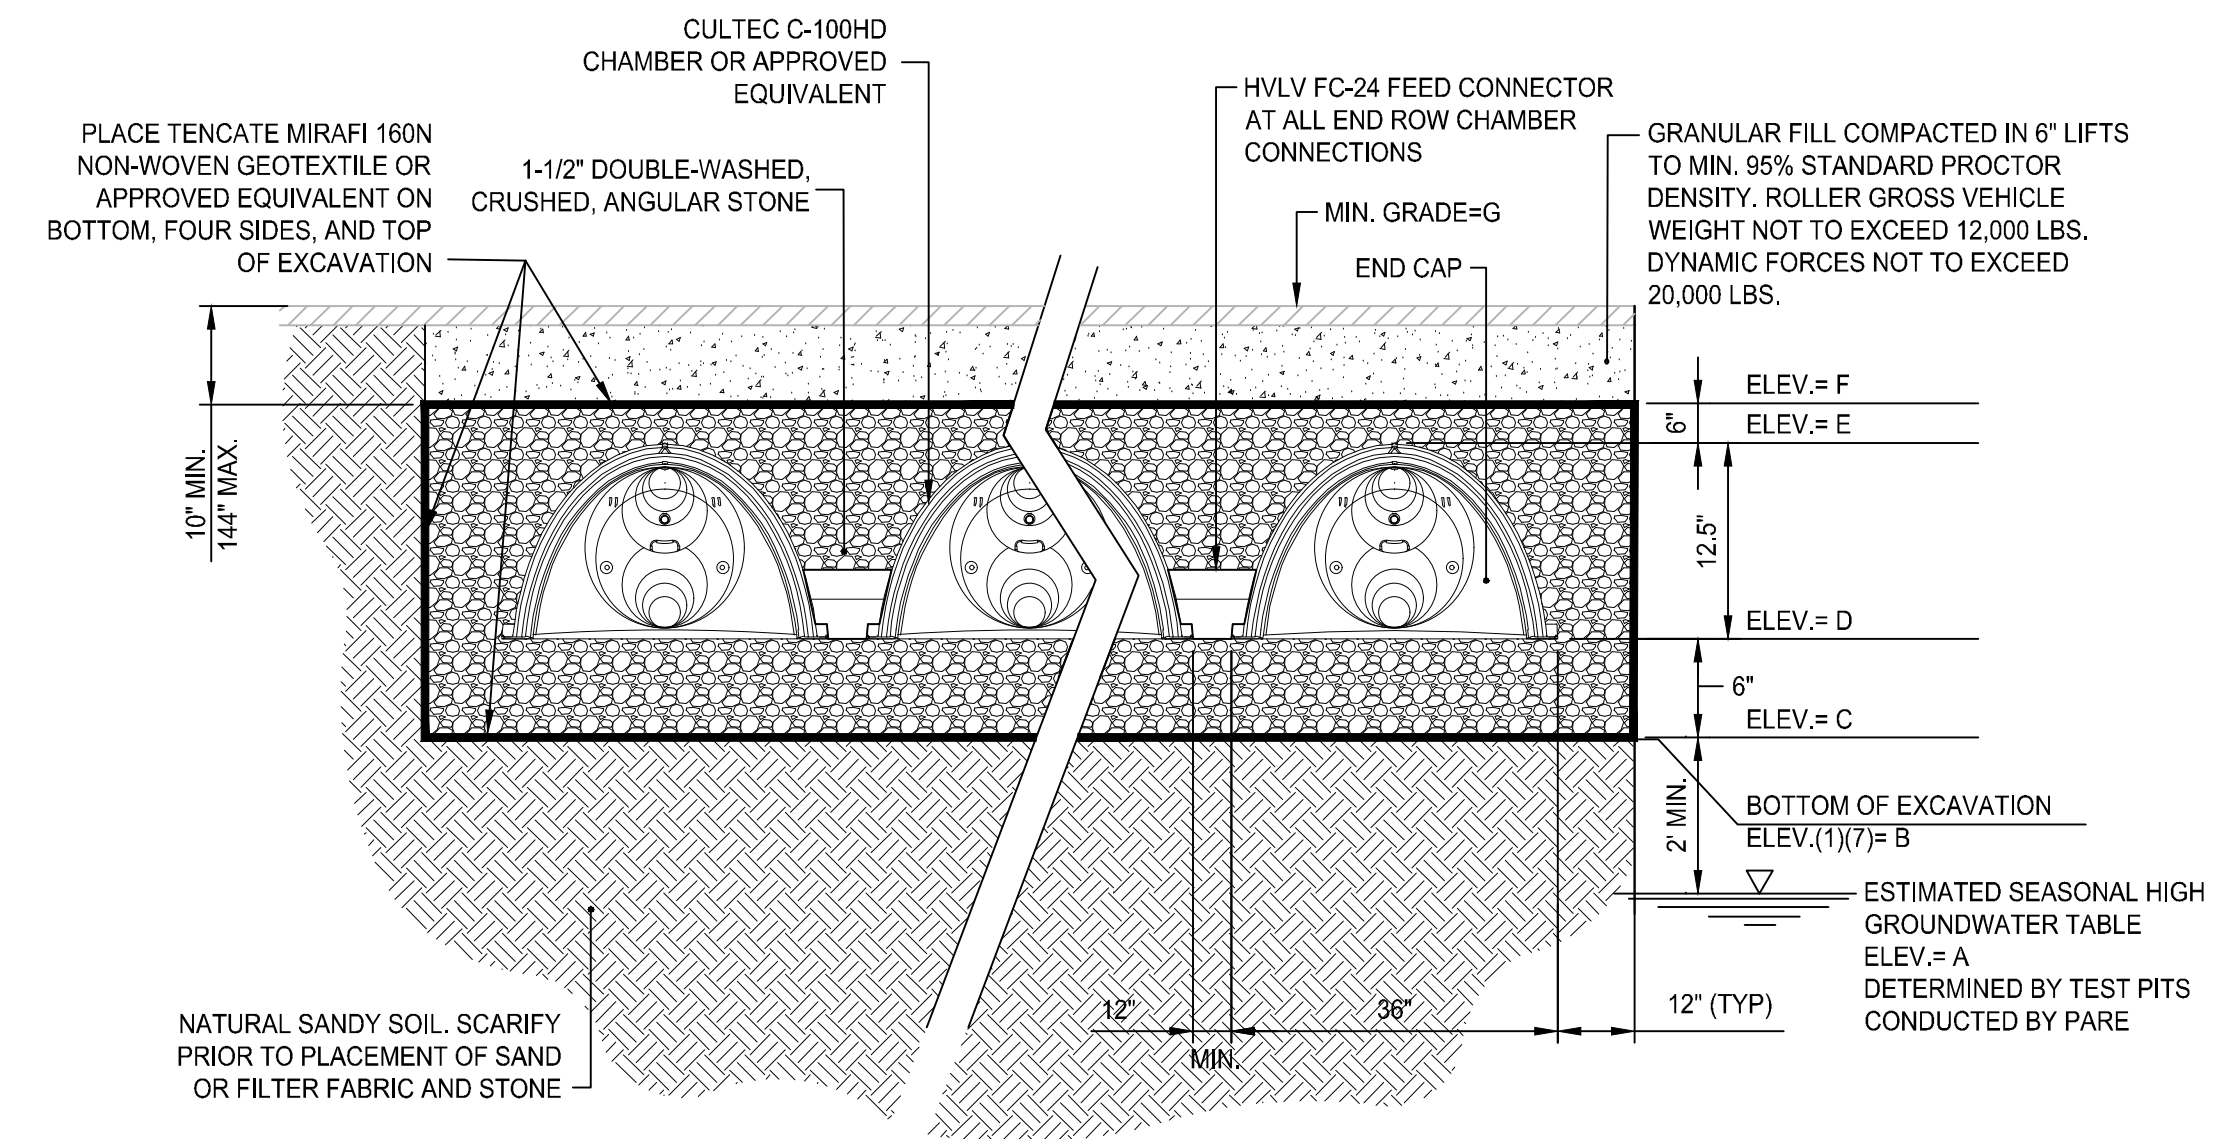 CULTEC C-100HD
CHAMBER OR APPROVED
EQUIVALENT
HVLV FC-24 FEED CONNECTOR
AT ALL END ROW CHAMBER
CONNECTIONS
PLACE TENCATE MIRAFI 160N
NON-WOVEN GEOTEXTILE OR
APPROVED EQUIVALENT ON
BOTTOM, FOUR SIDES, AND TOP
OF EXCAVATION
1-1/2" DOUBLE-WASHED,
CRUSHED, ANGULAR STONE
GRANULAR FILL COMPACTED IN 6" LIFTS
TO MIN. 95% STANDARD PROCTOR
DENSITY. ROLLER GROSS VEHICLE
WEIGHT NOT TO EXCEED 12,000 LBS.
DYNAMIC FORCES NOT TO EXCEED
20,000 LBS.
MIN. GRADE=G
END CAP
10" MIN.
144" MAX.
ELEV.= F
6"
ELEV.= E
12.5"
ELEV.= D
6"
ELEV.= C
2' MIN.
BOTTOM OF EXCAVATION
ELEV.(1)(7)= B
ESTIMATED SEASONAL HIGH
GROUNDWATER TABLE
ELEV.= A
DETERMINED BY TEST PITS
CONDUCTED BY PARE
12"
MIN.
36"
12" (TYP)
NATURAL SANDY SOIL. SCARIFY
PRIOR TO PLACEMENT OF SAND
OR FILTER FABRIC AND STONE